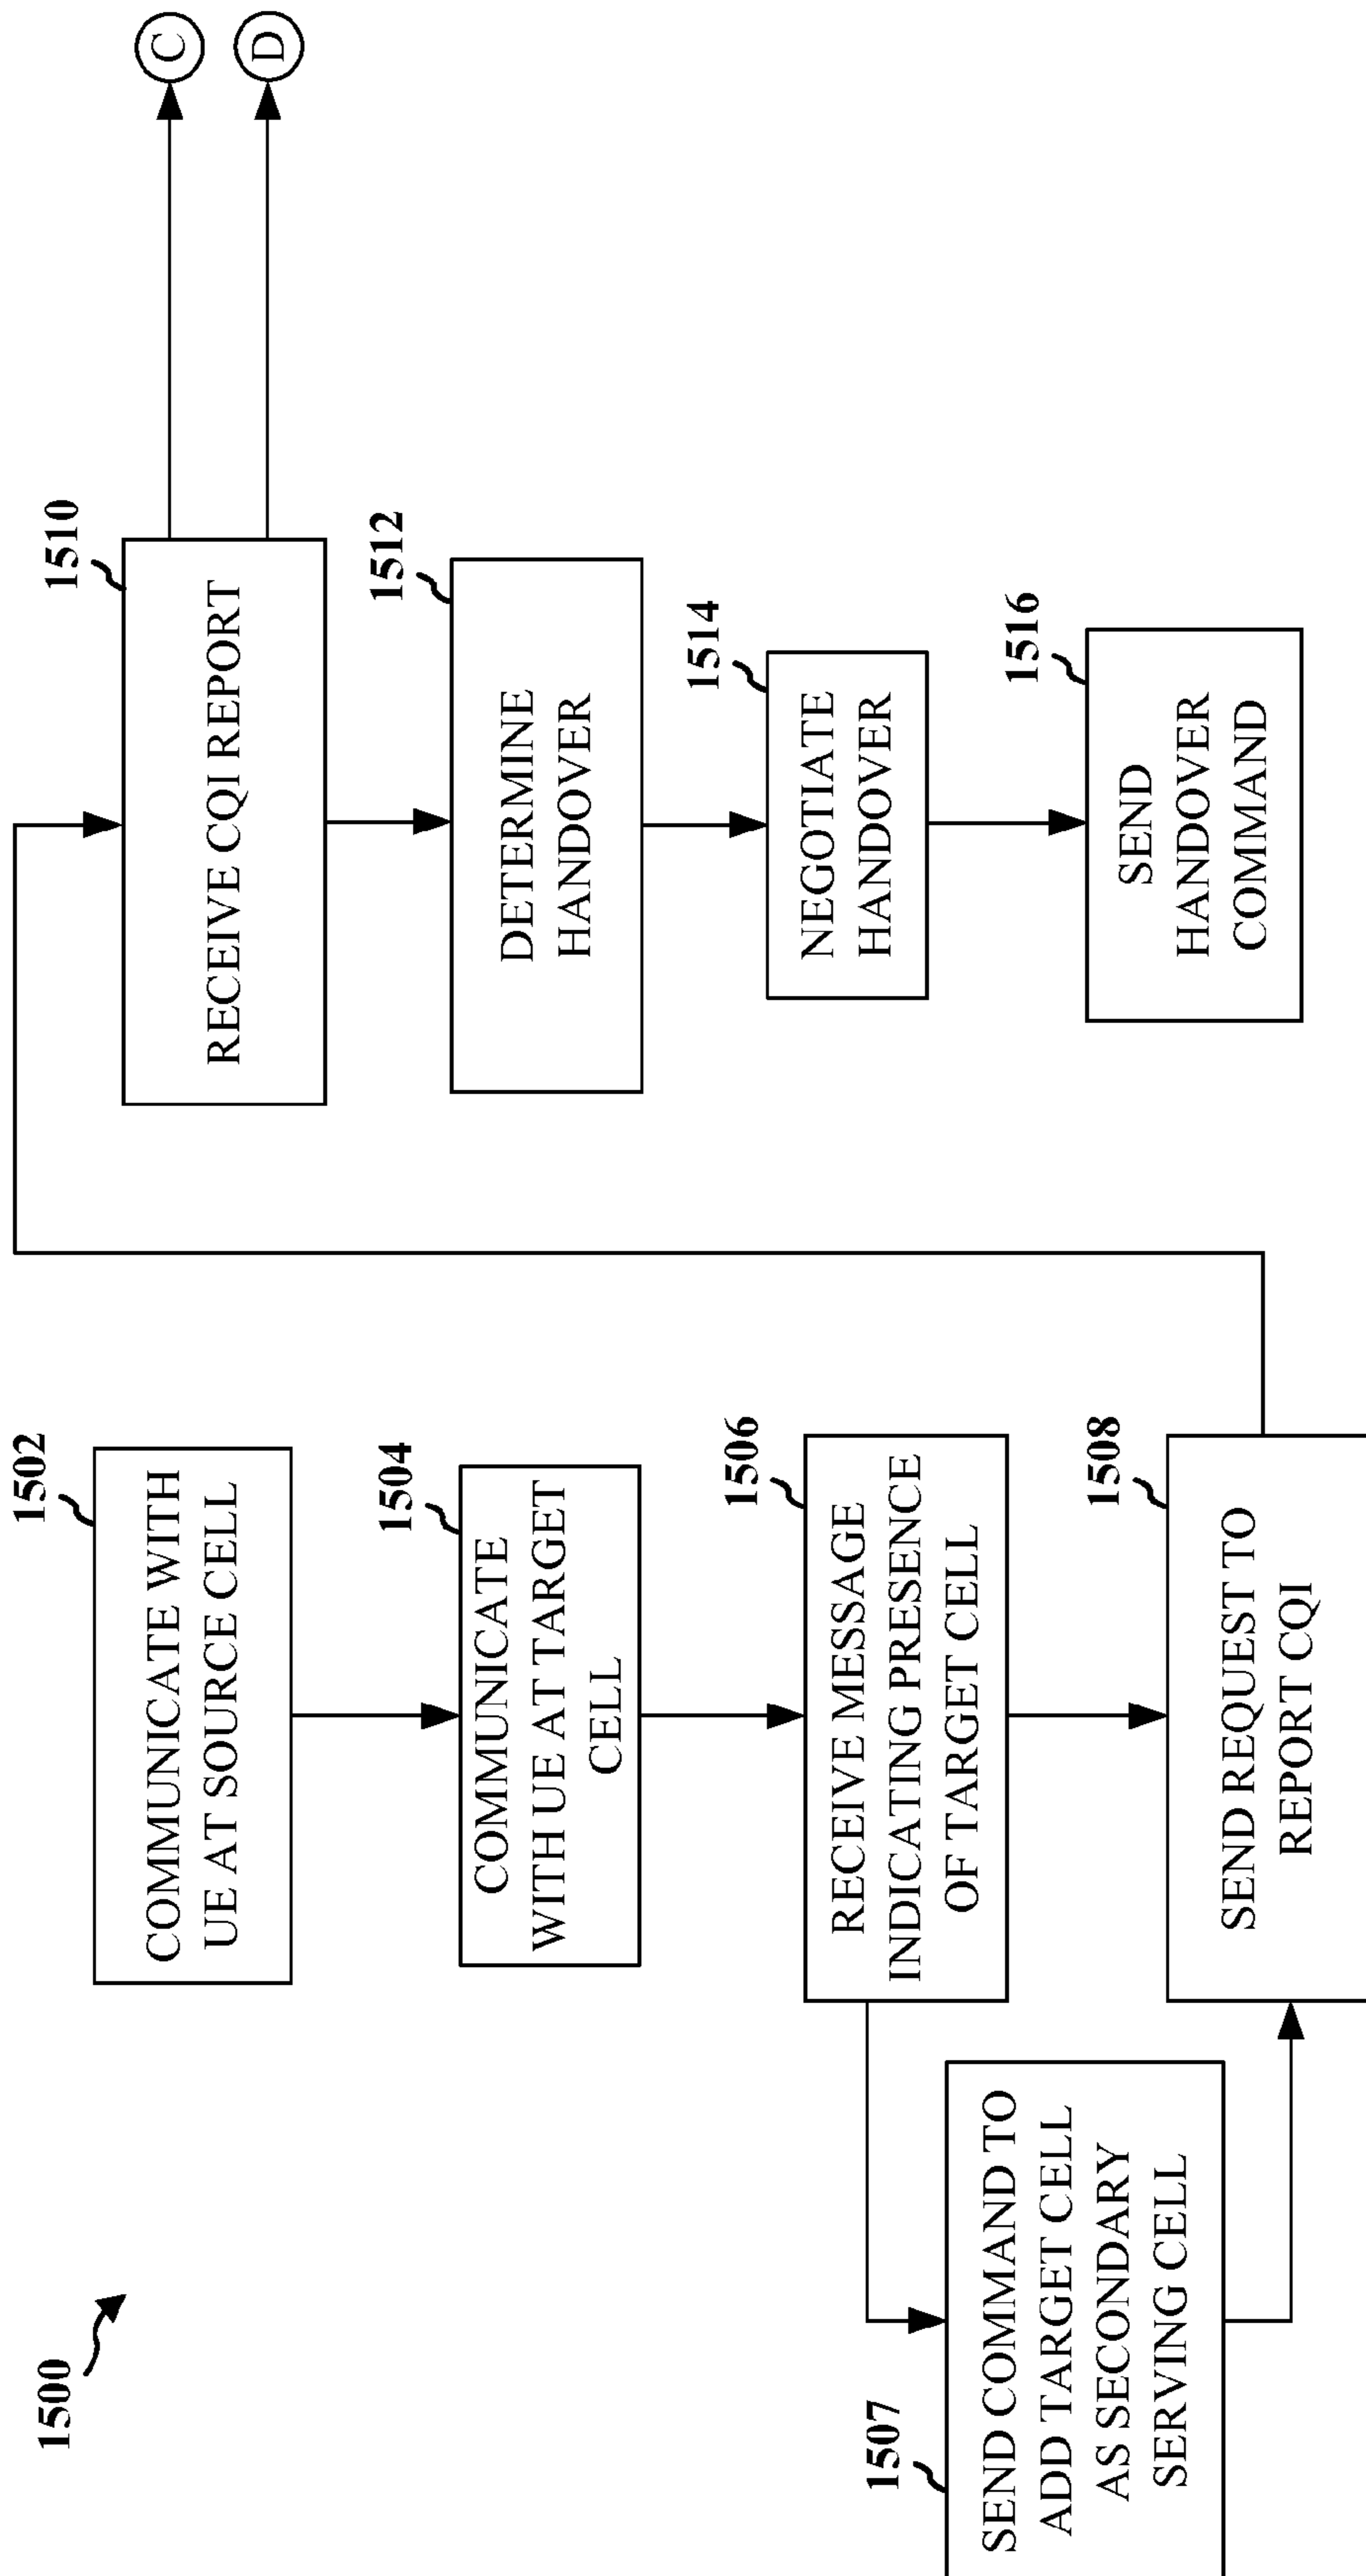 1500
1502
COMMUNICATE WITH
UE AT SOURCE CELL
1504
COMMUNICATE
WITH UE AT TARGET
CELL
1506
RECEIVE MESSAGE
INDICATING PRESENCE
OF TARGET CELL
1507
SEND COMMAND TO
ADD TARGET CELL
AS SECONDARY
SERVING CELL
1508
SEND REQUEST TO
REPORT CQI
1510
RECEIVE CQI REPORT
C
D
1512
DETERMINE
HANDOVER
1514
NEGOTIATE
HANDOVER
1516
SEND
HANDOVER
COMMAND